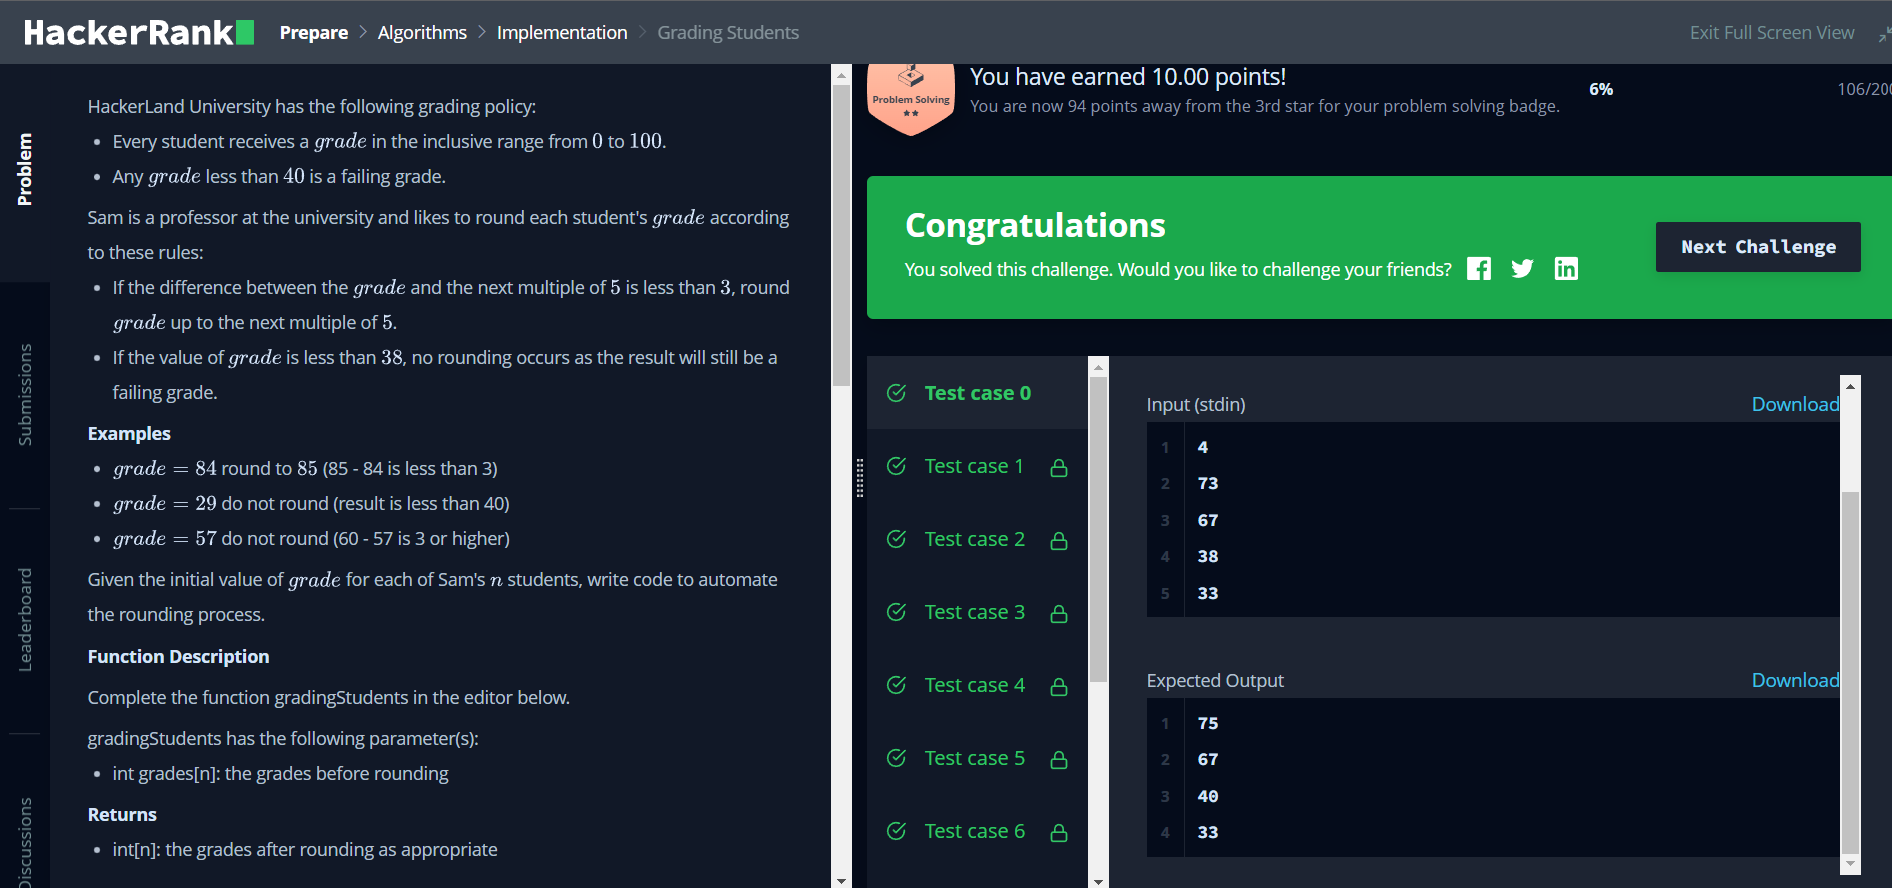 HackerRank
Prepare > Algorithms > Implementation > Grading Students
Exit Full Screen View
Problem
Submissions
Leaderboard
Discussions
HackerLand University has the following grading policy:
• Every student receives a grade in the inclusive range from 0 to 100.
• Any grade less than 40 is a failing grade.
Sam is a professor at the university and likes to round each student's grade according
to these rules:
• If the difference between the grade and the next multiple of 5 is less than 3, round
grade up to the next multiple of 5.
• If the value of grade is less than 38, no rounding occurs as the result will still be a
failing grade.
Examples
• grade = 84 round to 85 (85 - 84 is less than 3)
• grade = 29 do not round (result is less than 40)
• grade = 57 do not round (60 - 57 is 3 or higher)
Given the initial value of grade for each of Sam's n students, write code to automate
the rounding process.
Function Description
Complete the function gradingStudents in the editor below.
gradingStudents has the following parameter(s):
• int grades[n]: the grades before rounding
Returns
• int[n]: the grades after rounding as appropriate
Problem Solving
You have earned 10.00 points!
You are now 94 points away from the 3rd star for your problem solving badge.
6%
106/200
Congratulations
You solved this challenge. Would you like to challenge your friends?
Next Challenge
Test case 0
Test case 1
Test case 2
Test case 3
Test case 4
Test case 5
Test case 6
Input (stdin)
Download
1 4
2 73
3 67
4 38
5 33
Expected Output
Download
1 75
2 67
3 40
4 33